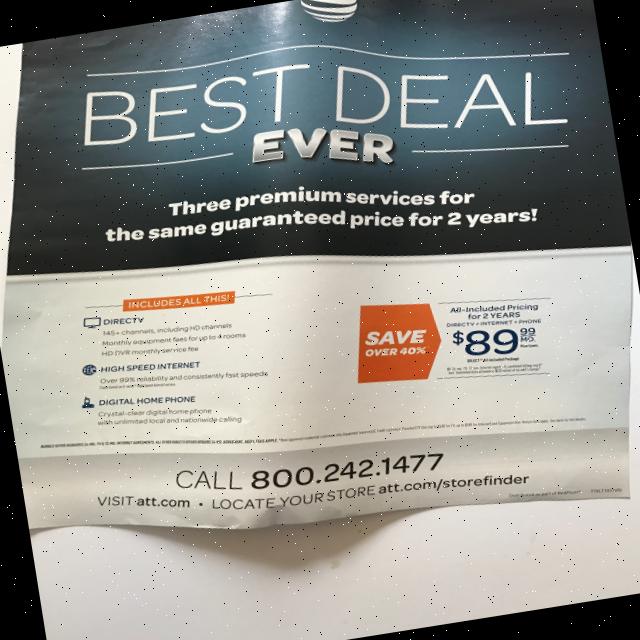 BEST DEAL
EVER
Three premium services for
the same guaranteed price for 2 years!
INCLUDES ALL THIS!
DIRECTV
145+ channels, including HD channels
Monthly equipment fees for up to 4 rooms
HD DVR monthly service fee
HIGH SPEED INTERNET
Over 99% reliability and consistently fast speeds
DIGITAL HOME PHONE
Crystal-clear digital home phone
with unlimited local and nationwide calling
SAVE
OVER 40%
All-Included Pricing
for 2 YEARS
DIRECTV + INTERNET + PHONE
$89.99
MO.
CALL 800.242.1477
VISIT att.com • LOCATE YOUR STORE att.com/storefinder